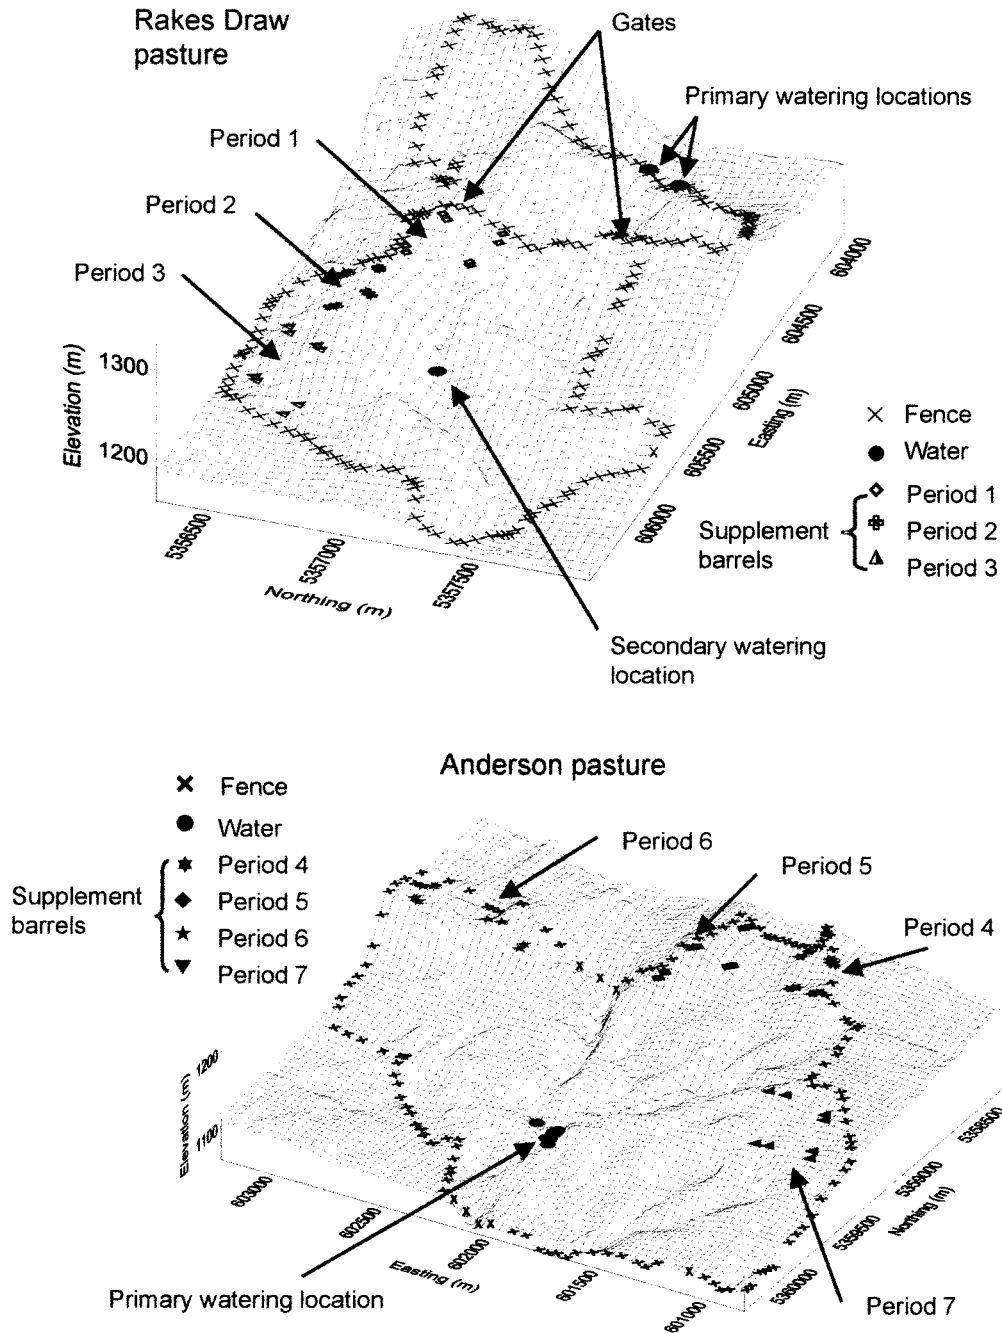 Rakes Draw
pasture
Gates
Primary watering locations
Period 1
Period 2
Period 3
Elevation (m)
1300
1200
5356500
5357000
5357500
Northing (m)
604000
604500
605000
605500
606000
Easting (m)
Fence
Water
Supplement
barrels
Period 1
Period 2
Period 3
Secondary watering
location
Anderson pasture
Fence
Water
Supplement
barrels
Period 4
Period 5
Period 6
Period 7
Period 6
Period 5
Period 4
Elevation (m)
1200
1100
603000
602500
602000
601500
601000
Easting (m)
5358500
5359000
5359500
5360000
Northing (m)
Primary watering location
Period 7